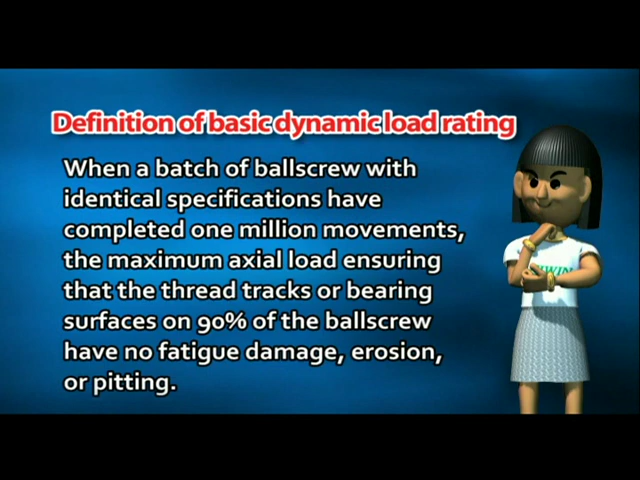 Definition of basic dynamic load rating
When a batch of ballscrew with
identical specifications have
completed one million movements,
the maximum axial load ensuring
that the thread tracks or bearing
surfaces on 90% of the ballscrew
have no fatigue damage, erosion,
or pitting.